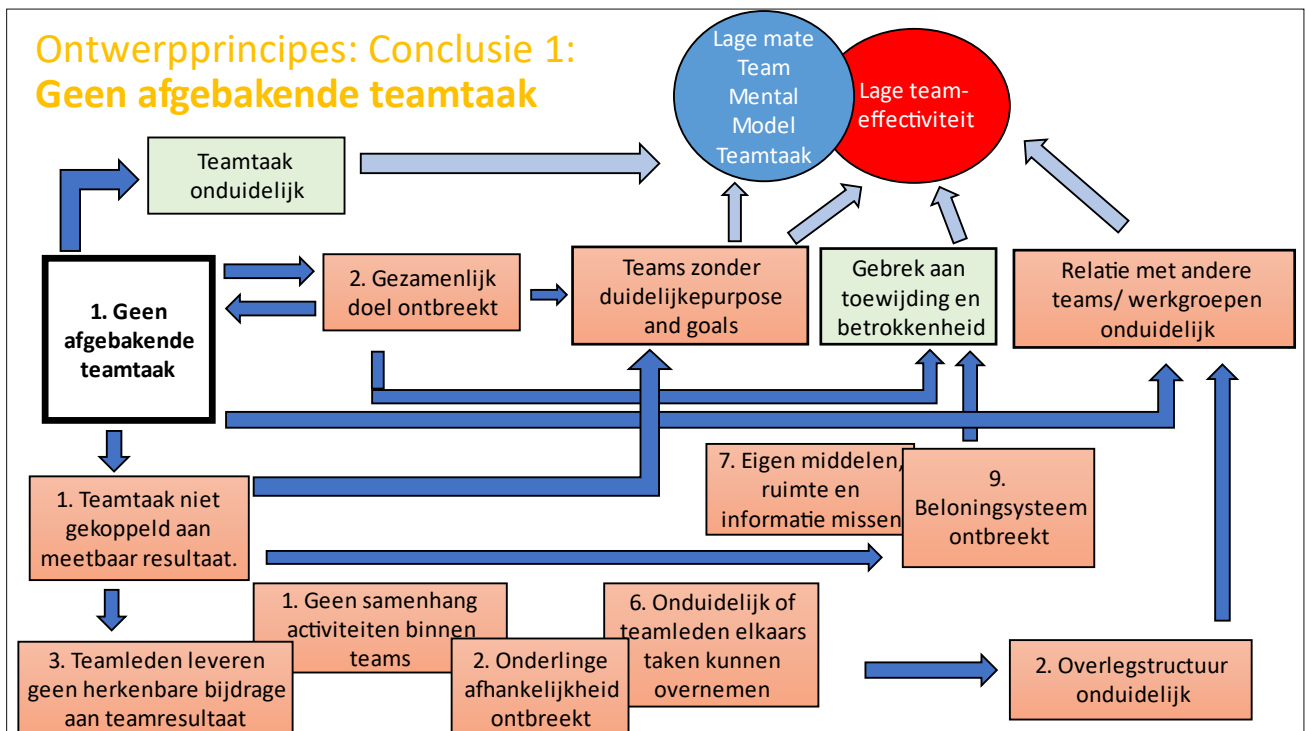 Ontwerpprincipes: Conclusie 1:
Geen afgebakende teamtaak
Lage mate
Team
Mental
Model
Teamtaak
Lage team-
effectiviteit
Teamtaak
onduidelijk
1. Geen
afgebakende
teamtaak
2. Gezamenlijk
doel ontbreekt
Teams zonder
duidelijkepurpose
and goals
Gebrek aan
toewijding en
betrokkenheid
Relatie met andere
teams/ werkgroepen
onduidelijk
1. Teamtaak niet
gekoppeld aan
meetbaar resultaat.
7. Eigen middelen,
ruimte en
informatie missen
9.
Beloningsysteem
ontbreekt
1. Geen samenhang
activiteiten binnen
teams
6. Onduidelijk of
teamleden elkaars
taken kunnen
overnemen
3. Teamleden leveren
geen herkenbare bijdrage
aan teamresultaat
2. Onderlinge
afhankelijkheid
ontbreekt
2. Overlegstructuur
onduidelijk